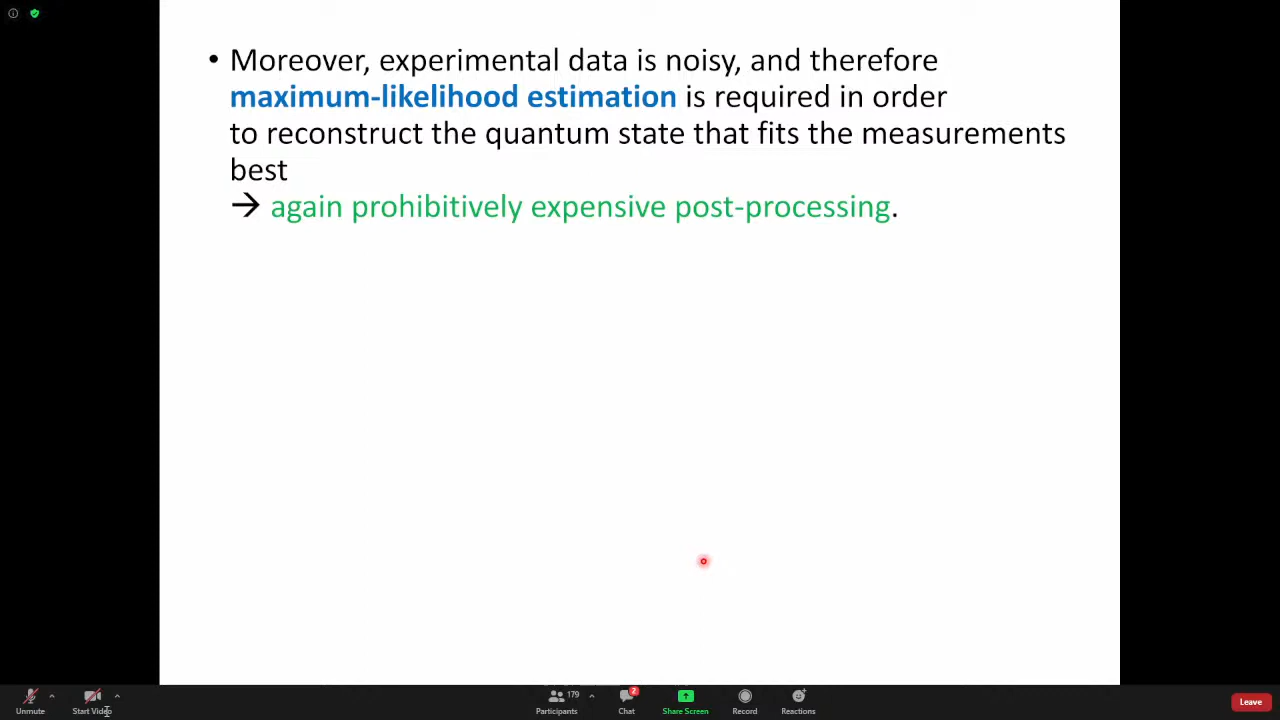 • Moreover, experimental data is noisy, and therefore
maximum-likelihood estimation is required in order
to reconstruct the quantum state that fits the measurements
best
→ again prohibitively expensive post-processing.
Unmute
Start Video
Participants
179
Chat
2
Share Screen
Record
Reactions
Leave